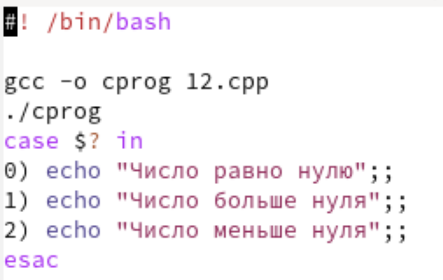 #! /bin/bash
gcc -o cprog 12.cpp
./cprog
case $? in
0) echo "Число равно нулю";;
1) echo "Число больше нуля";;
2) echo "Число меньше нуля";;
esac